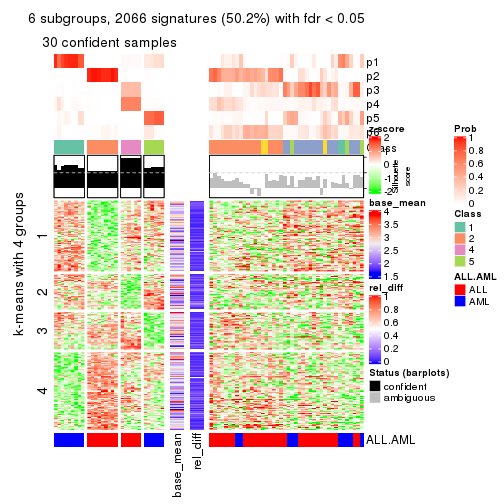 6 subgroups, 2066 signatures (50.2%) with fdr < 0.05
30 confident samples
p1
p2
p3
p4
p5
p6
Class
z-score
2
1
0
-1
-2
Silhouette
score
Prob
1
0.8
0.6
0.4
0.2
0
base_mean
4
3.5
3
2.5
2
1.5
Class
1
2
4
5
rel_diff
1
0.8
0.6
0.4
0.2
0
ALL.AML
ALL
AML
Status (barplots)
confident
ambiguous
k-means with 4 groups
1
2
3
4
base_mean
rel_diff
ALL.AML